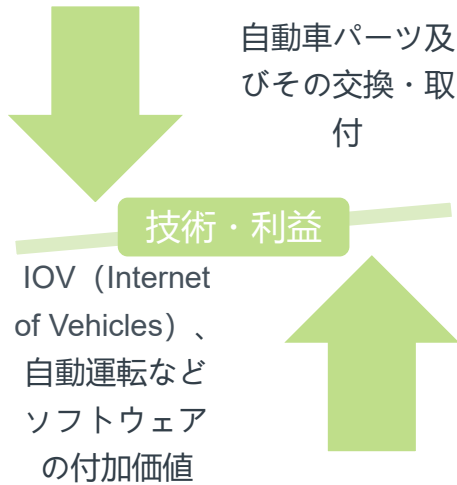 自動車パーツ及
びその交換・取
付
技術・利益
IOV（Internet
of Vehicles）、
自動運転など
ソフトウェア
の付加価値